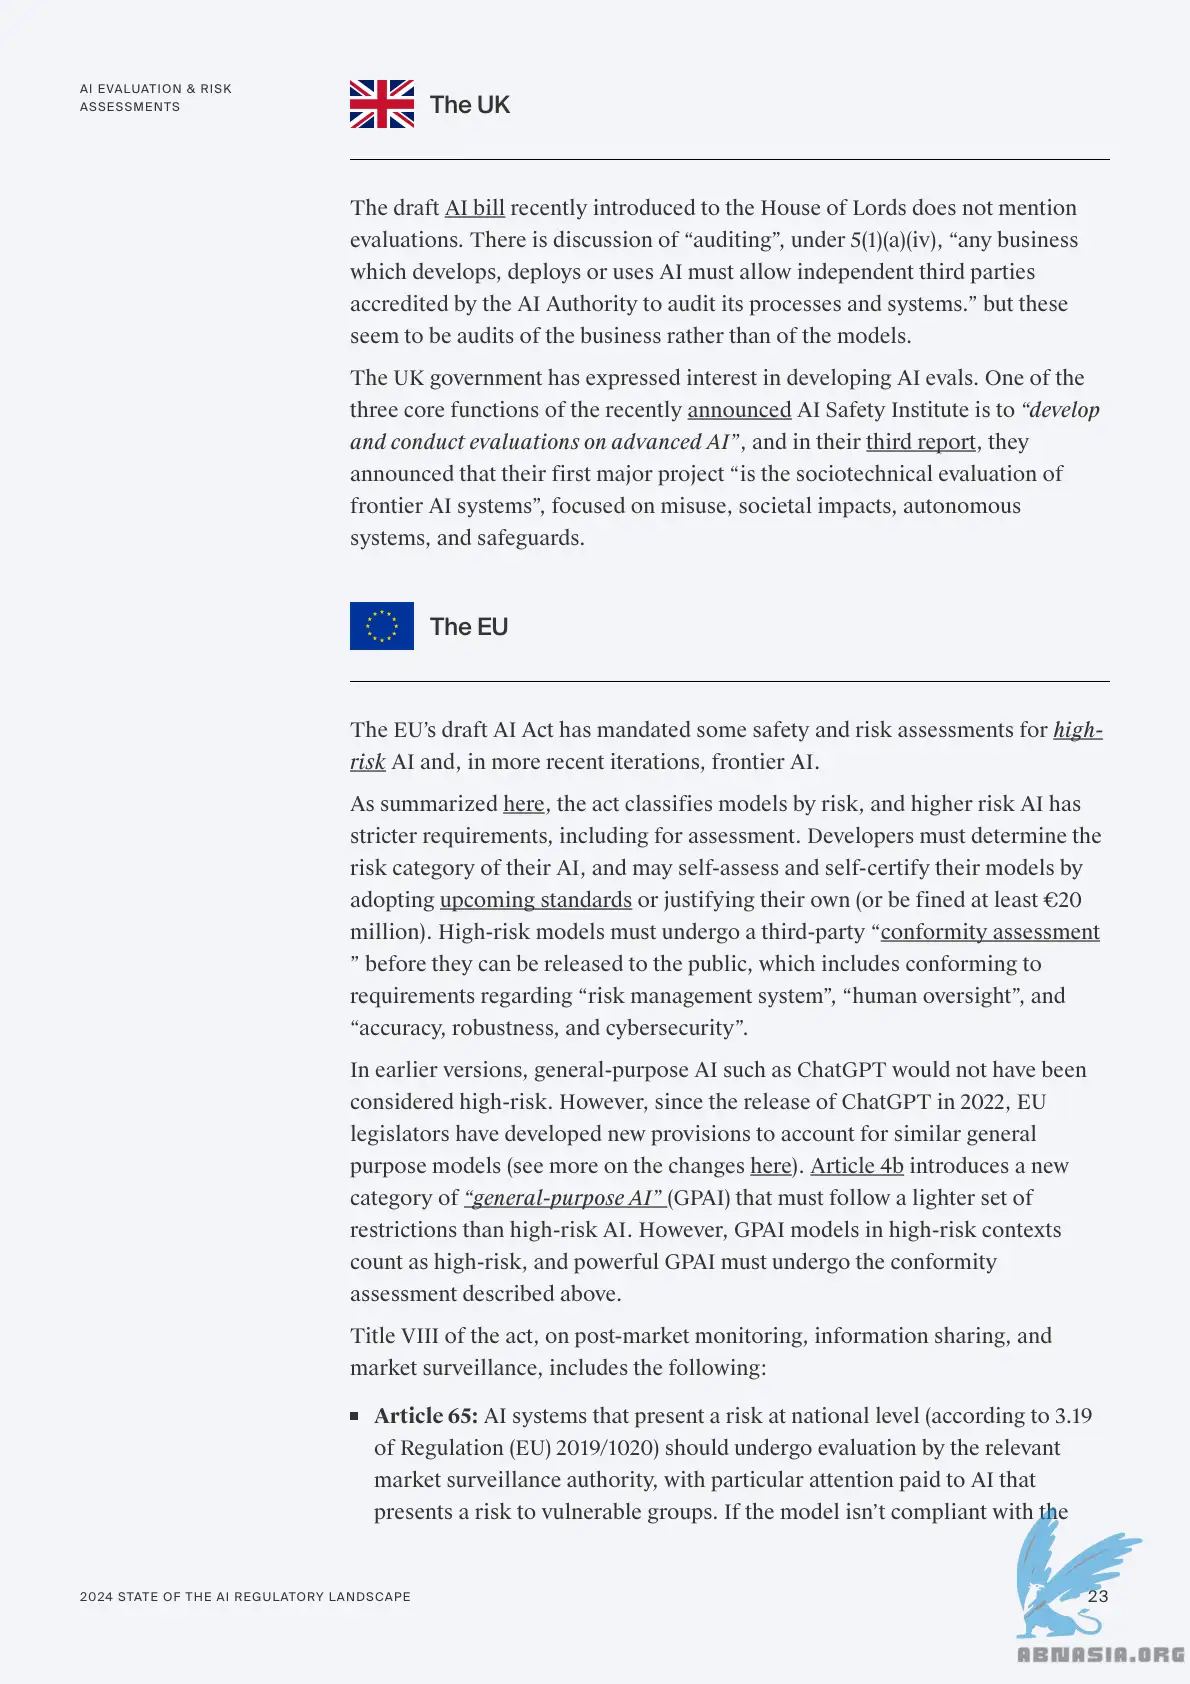 AI EVALUATION & RISK
ASSESSMENTS
The UK
The draft AI bill recently introduced to the House of Lords does not mention
evaluations. There is discussion of “auditing”, under 5(1)(a)(iv), “any business
which develops, deploys or uses AI must allow independent third parties
accredited by the AI Authority to audit its processes and systems.” but these
seem to be audits of the business rather than of the models.
The UK government has expressed interest in developing AI evals. One of the
three core functions of the recently announced AI Safety Institute is to “develop
and conduct evaluations on advanced AI”, and in their third report, they
announced that their first major project “is the sociotechnical evaluation of
frontier AI systems”, focused on misuse, societal impacts, autonomous
systems, and safeguards.
The EU
The EU’s draft AI Act has mandated some safety and risk assessments for high-
risk AI and, in more recent iterations, frontier AI.
As summarized here, the act classifies models by risk, and higher risk AI has
stricter requirements, including for assessment. Developers must determine the
risk category of their AI, and may self-assess and self-certify their models by
adopting upcoming standards or justifying their own (or be fined at least €20
million). High-risk models must undergo a third-party “conformity assessment
” before they can be released to the public, which includes conforming to
requirements regarding “risk management system”, “human oversight”, and
“accuracy, robustness, and cybersecurity”.
In earlier versions, general-purpose AI such as ChatGPT would not have been
considered high-risk. However, since the release of ChatGPT in 2022, EU
legislators have developed new provisions to account for similar general
purpose models (see more on the changes here). Article 4b introduces a new
category of “general-purpose AI” (GPAI) that must follow a lighter set of
restrictions than high-risk AI. However, GPAI models in high-risk contexts
count as high-risk, and powerful GPAI must undergo the conformity
assessment described above.
Title VIII of the act, on post-market monitoring, information sharing, and
market surveillance, includes the following:
■ Article 65: AI systems that present a risk at national level (according to 3.19
of Regulation (EU) 2019/1020) should undergo evaluation by the relevant
market surveillance authority, with particular attention paid to AI that
presents a risk to vulnerable groups. If the model isn’t compliant with the
2024 STATE OF THE AI REGULATORY LANDSCAPE
23
ABNASIA.ORG